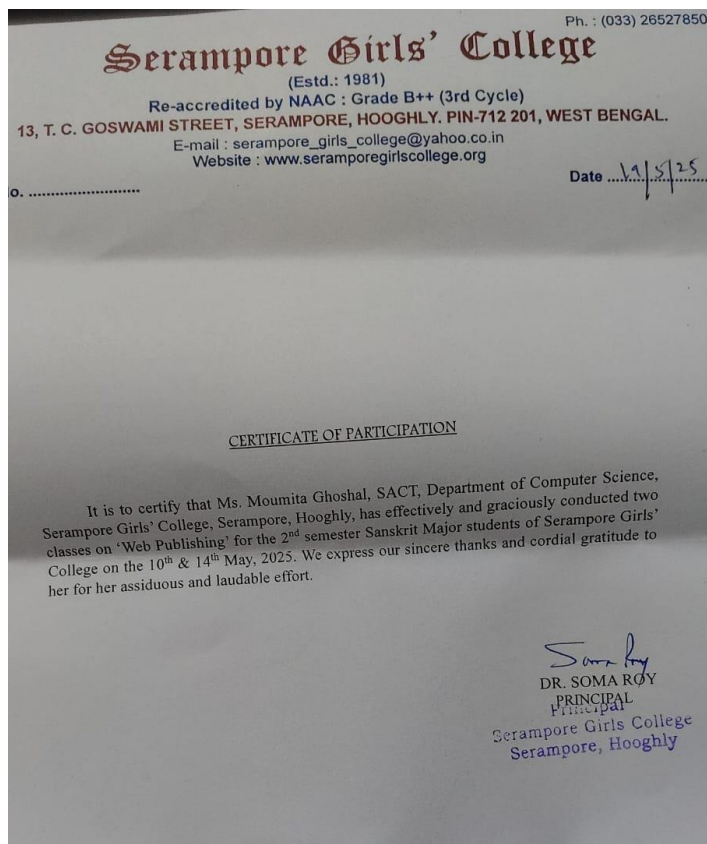 Ph. : (033) 26527850
Serampore Girls' College
(Estd.: 1981)
Re-accredited by NAAC : Grade B++ (3rd Cycle)
13, T. C. GOSWAMI STREET, SERAMPORE, HOOGHLY. PIN-712 201, WEST BENGAL.
E-mail : serampore_girls_college@yahoo.co.in
Website : www.seramporegirlscollege.org
o. .........................
Date ...19/5/25.......
CERTIFICATE OF PARTICIPATION
It is to certify that Ms. Moumita Ghoshal, SACT, Department of Computer Science,
Serampore Girls' College, Serampore, Hooghly, has effectively and graciously conducted two
classes on 'Web Publishing' for the 2nd semester Sanskrit Major students of Serampore Girls'
College on the 10th & 14th May, 2025. We express our sincere thanks and cordial gratitude to
her for her assiduous and laudable effort.
Soma Roy
DR. SOMA ROY
PRINCIPAL
Principal
Serampore Girls College
Serampore, Hooghly